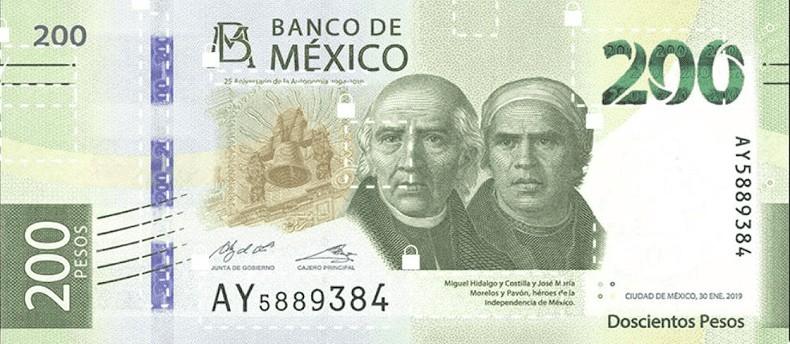 200
BM
BANCO DE
MÉXICO
25 Aniversario de la Autonomía 1994-2019
200
AY5889384
200
PESOS
JUNTA DE GOBIERNO
CAJERO PRINCIPAL
AY5889384
Miguel Hidalgo y Costilla y José María
Morelos y Pavón, héroes de la
Independencia de México.
CIUDAD DE MÉXICO, 30 ENE. 2019
Doscientos Pesos